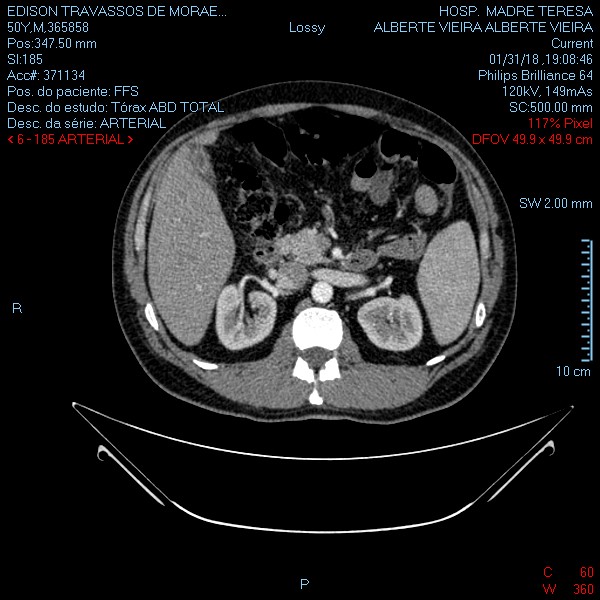 EDISON TRAVASSOS DE MORAE...
50Y,M,365858
Pos:347.50 mm
Sl:185
Acc#: 371134
Pos. do paciente: FFS
Desc. do estudo: Tórax ABD TOTAL
Desc. da série: ARTERIAL
< 6 - 185 ARTERIAL >
Lossy
HOSP. MADRE TERESA
ALBERTE VIEIRA ALBERTE VIEIRA
Current
01/31/18 ,19:08:46
Philips Brilliance 64
120kV, 149mAs
SC:500.00 mm
117% Pixel
DFOV 49.9 x 49.9 cm
SW 2.00 mm
R
10 cm
P
C 60
W 360